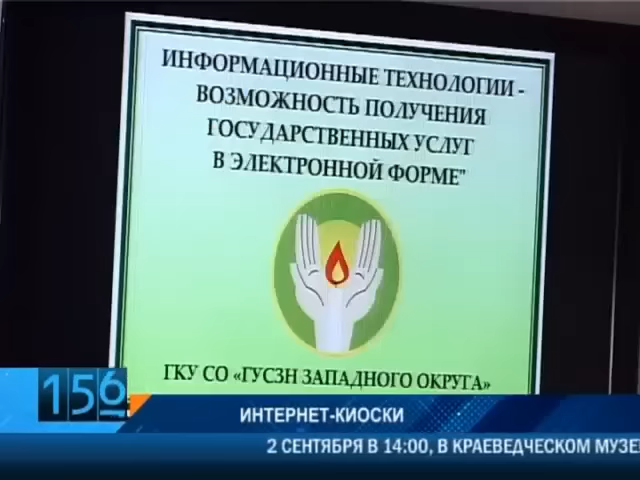 ИНФОРМАЦИОННЫЕ ТЕХНОЛОГИИ -
ВОЗМОЖНОСТЬ ПОЛУЧЕНИЯ
ГОСУДАРСТВЕННЫХ УСЛУГ
В ЭЛЕКТРОННОЙ ФОРМЕ"
ГКУ СО «ГУСЗН ЗАПАДНОГО ОКРУГА»
156
ИНТЕРНЕТ-КИОСКИ
2 СЕНТЯБРЯ В 14:00, В КРАЕВЕДЧЕСКОМ МУЗЕ